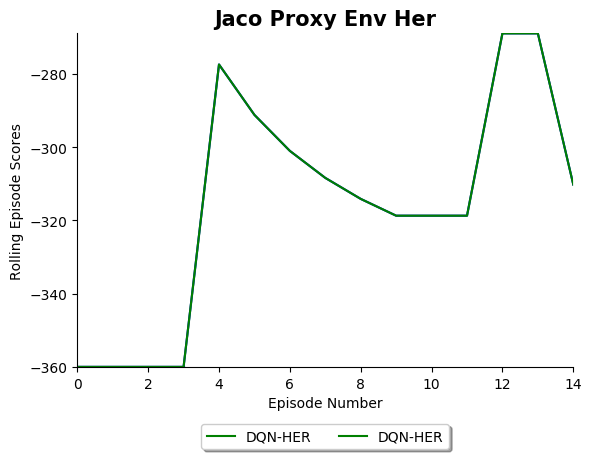 Jaco Proxy Env Her
Rolling Episode Scores
−280
−300
−320
−340
−360
0 2 4 6 8 10 12 14
Episode Number
DQN-HER DQN-HER